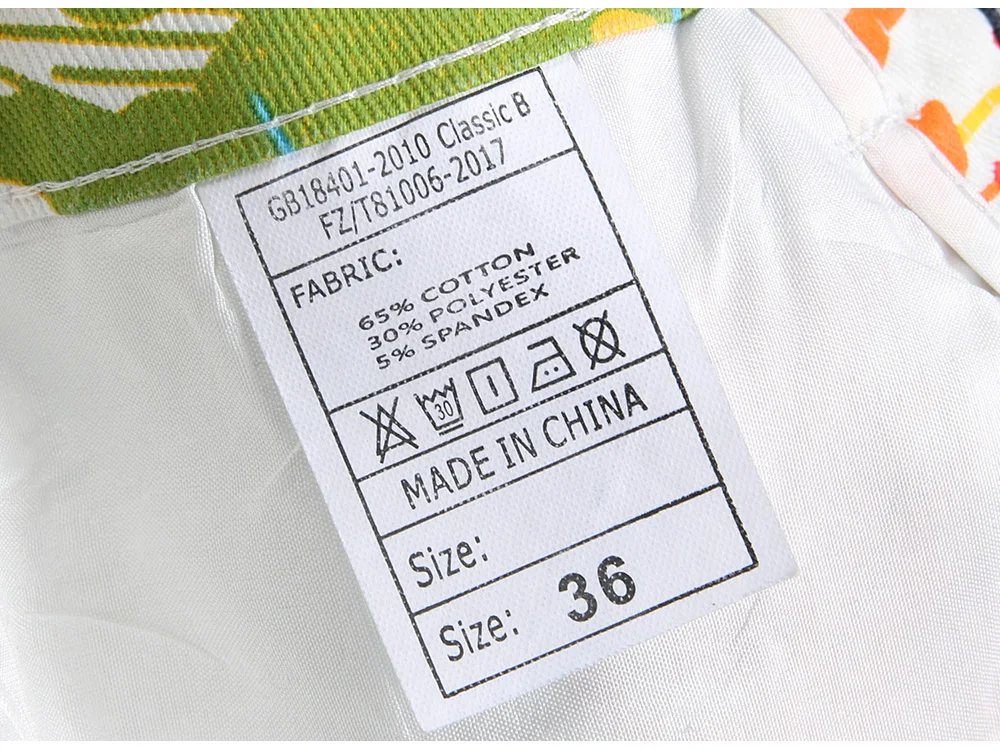 GB18401-2010 Classic B
FZ/T81006-2017
FABRIC:
65% COTTON
30% POLYESTER
5% SPANDEX
30
MADE IN CHINA
Size:
Size: 36